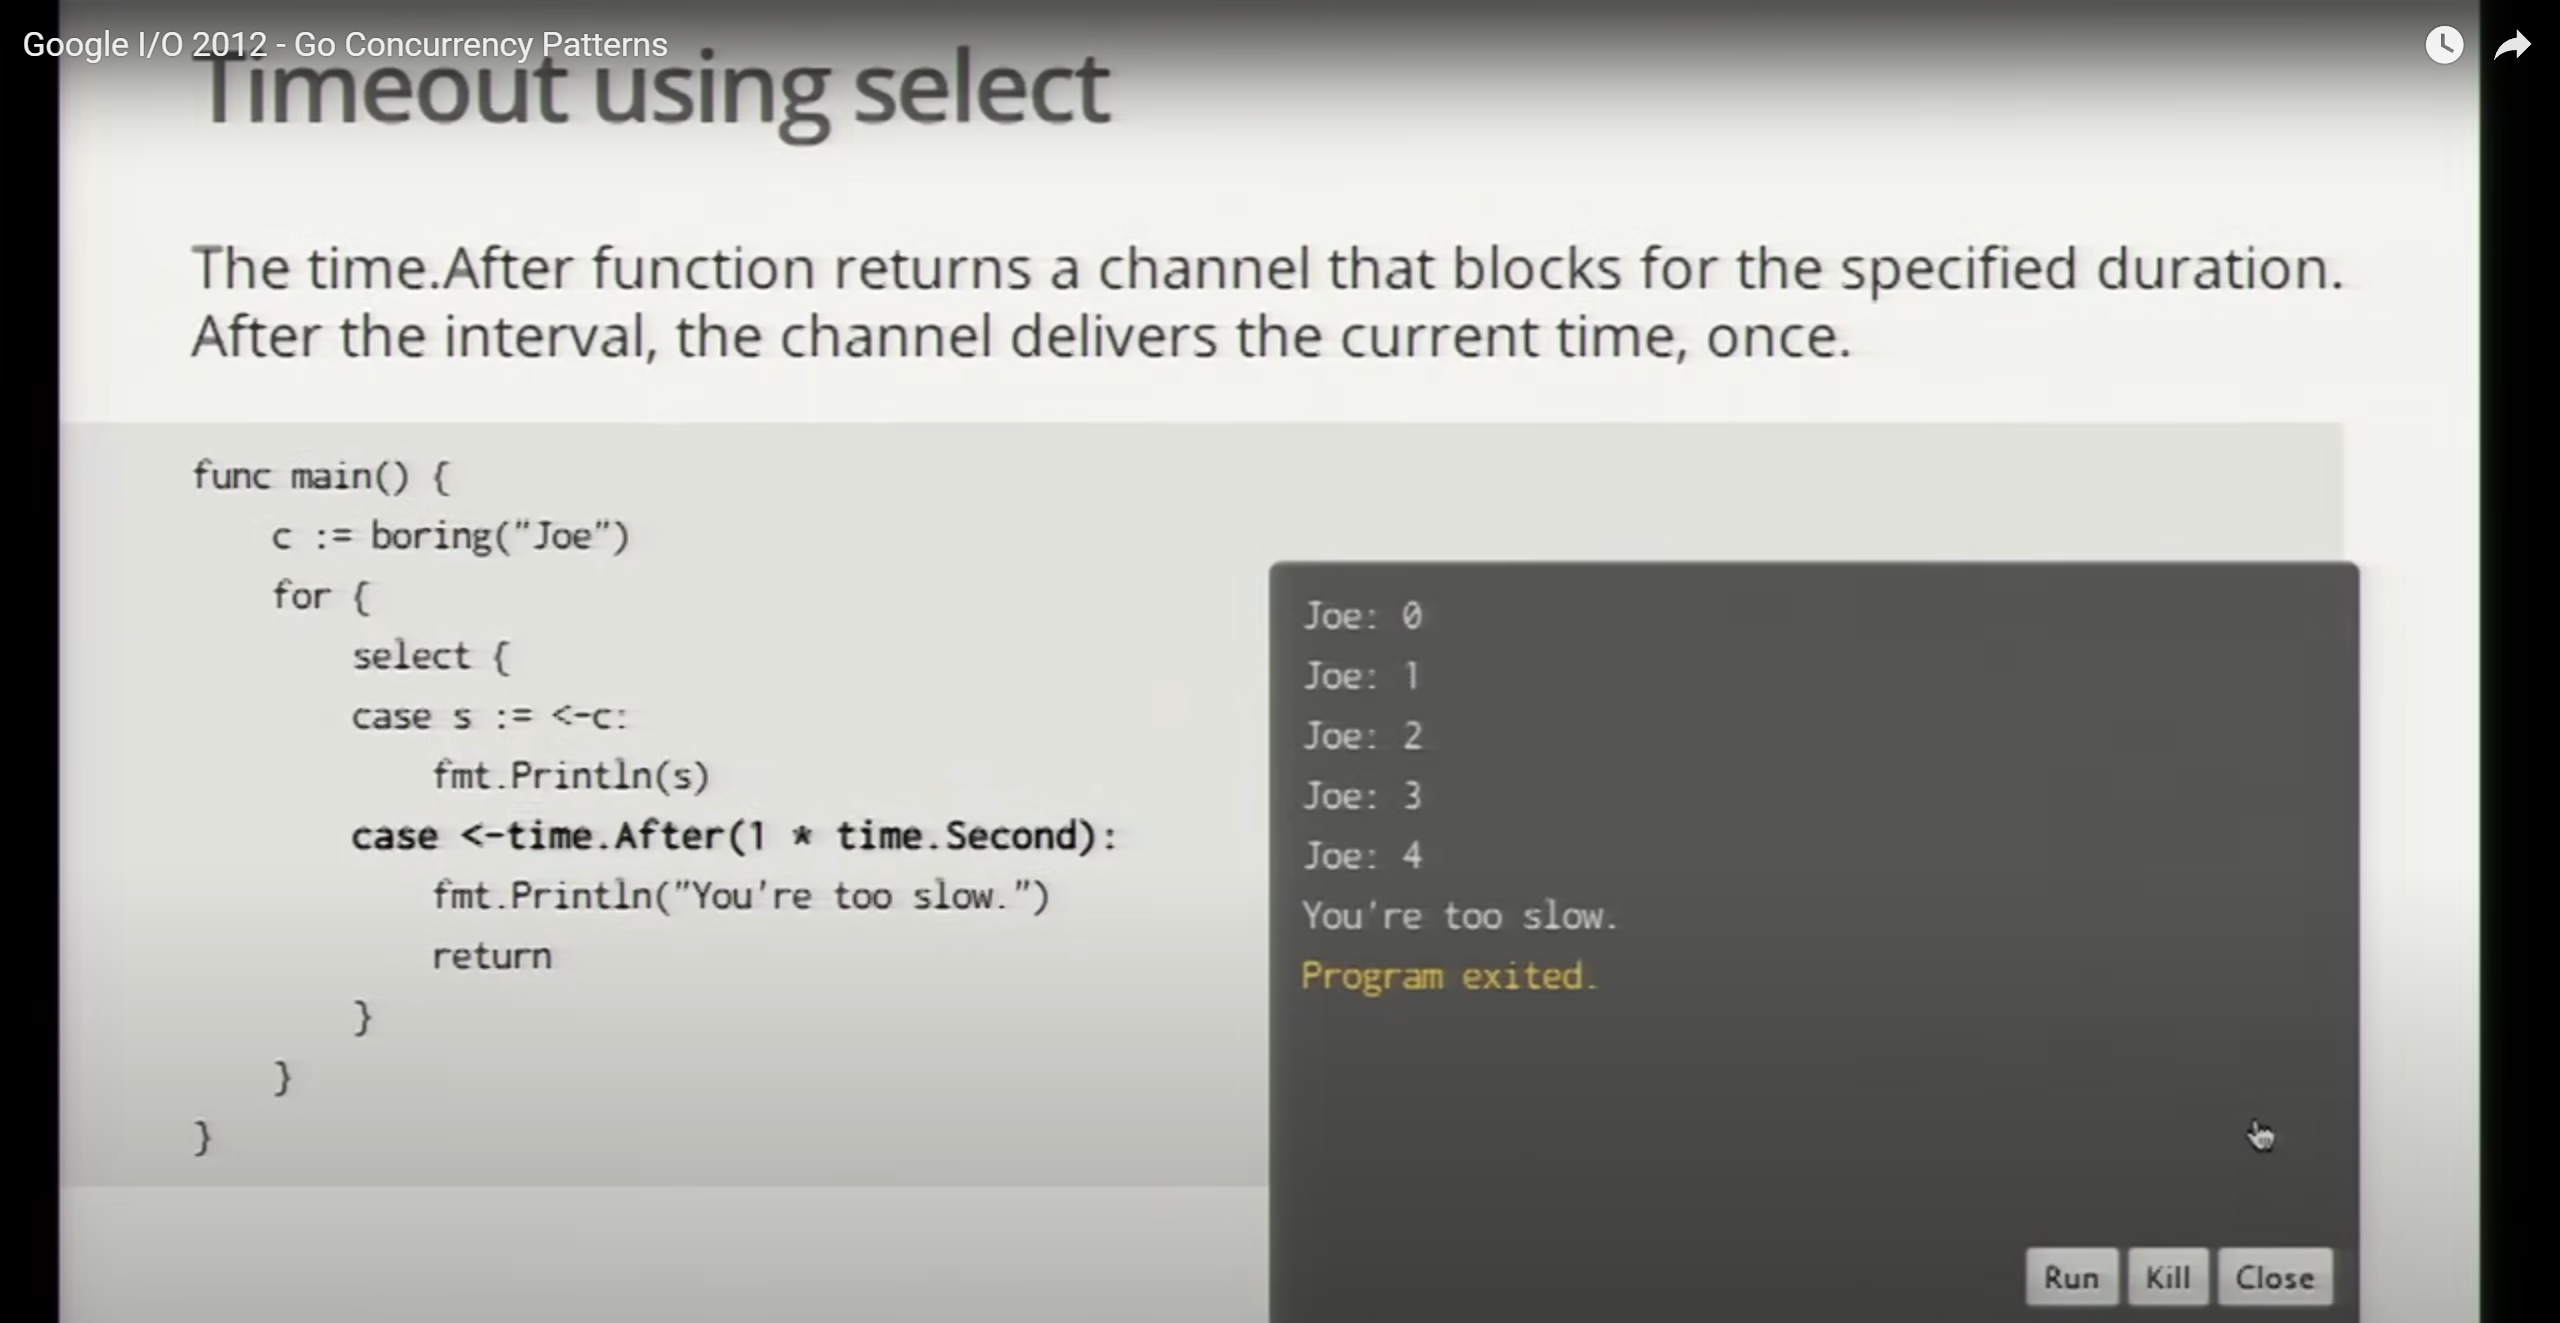 Google I/O 2012 - Go Concurrency Patterns
Timeout using select
The time.After function returns a channel that blocks for the specified duration.
After the interval, the channel delivers the current time, once.
func main() {
    c := boring("Joe")
    for {
        select {
        case s := <-c:
            fmt.Println(s)
        case <-time.After(1 * time.Second):
            fmt.Println("You're too slow.")
            return
        }
    }
}
Joe: 0
Joe: 1
Joe: 2
Joe: 3
Joe: 4
You're too slow.
Program exited.
Run Kill Close